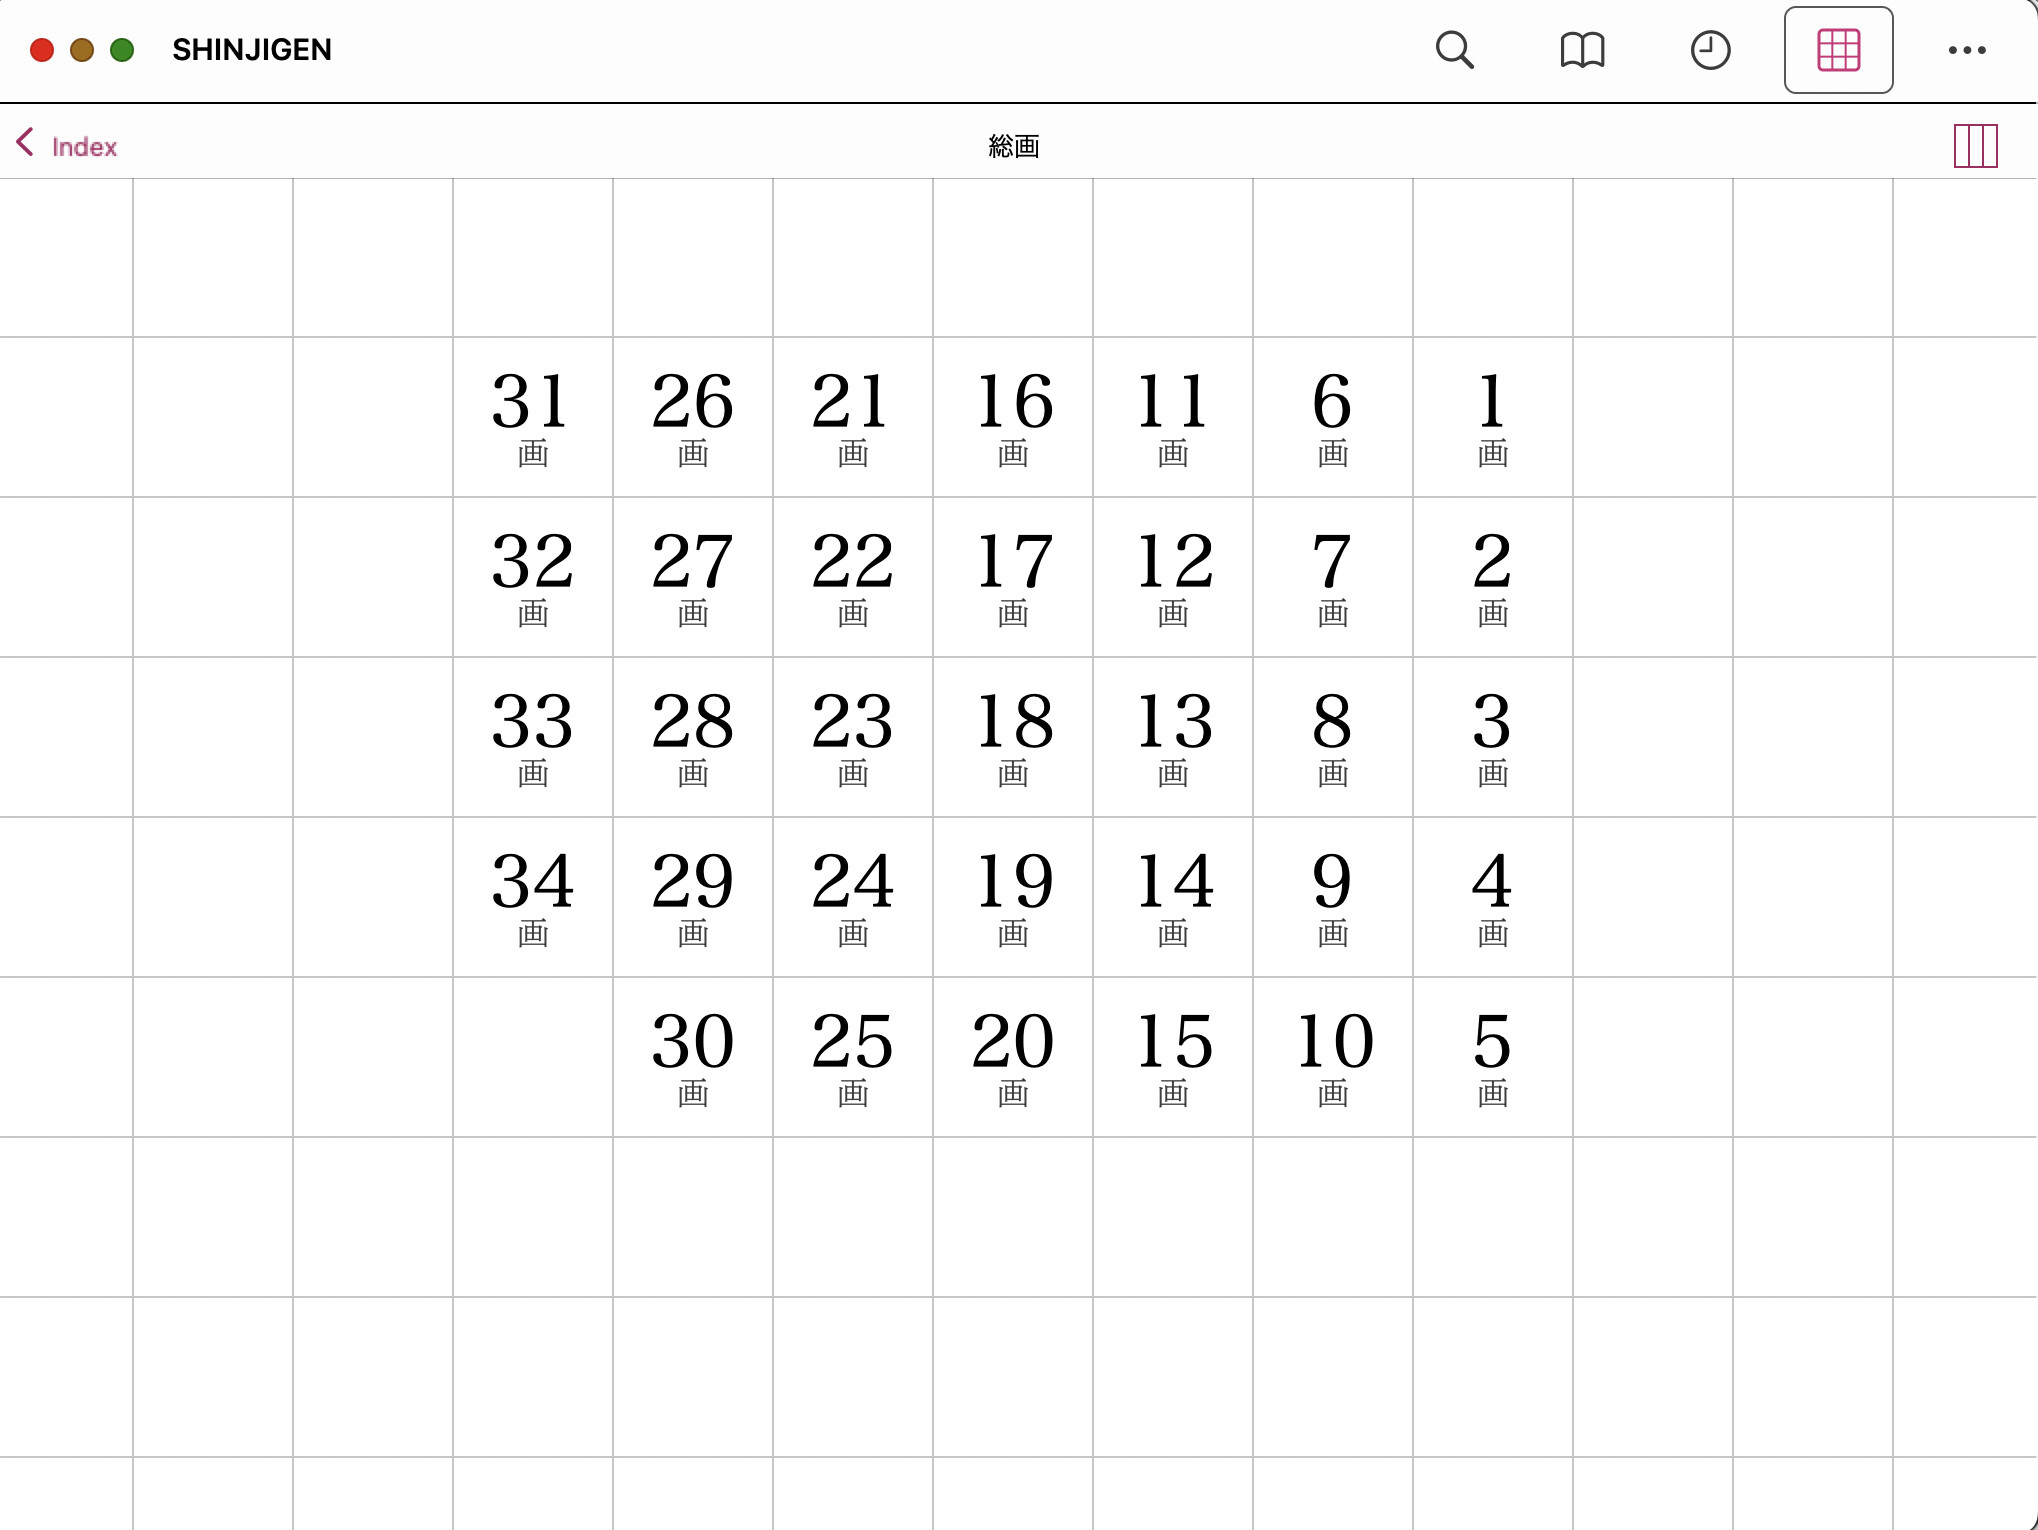 SHINJIGEN
Index
総画
31 26 21 16 11 6 1
画 画 画 画 画 画 画
32 27 22 17 12 7 2
画 画 画 画 画 画 画
33 28 23 18 13 8 3
画 画 画 画 画 画 画
34 29 24 19 14 9 4
画 画 画 画 画 画 画
30 25 20 15 10 5
画 画 画 画 画 画